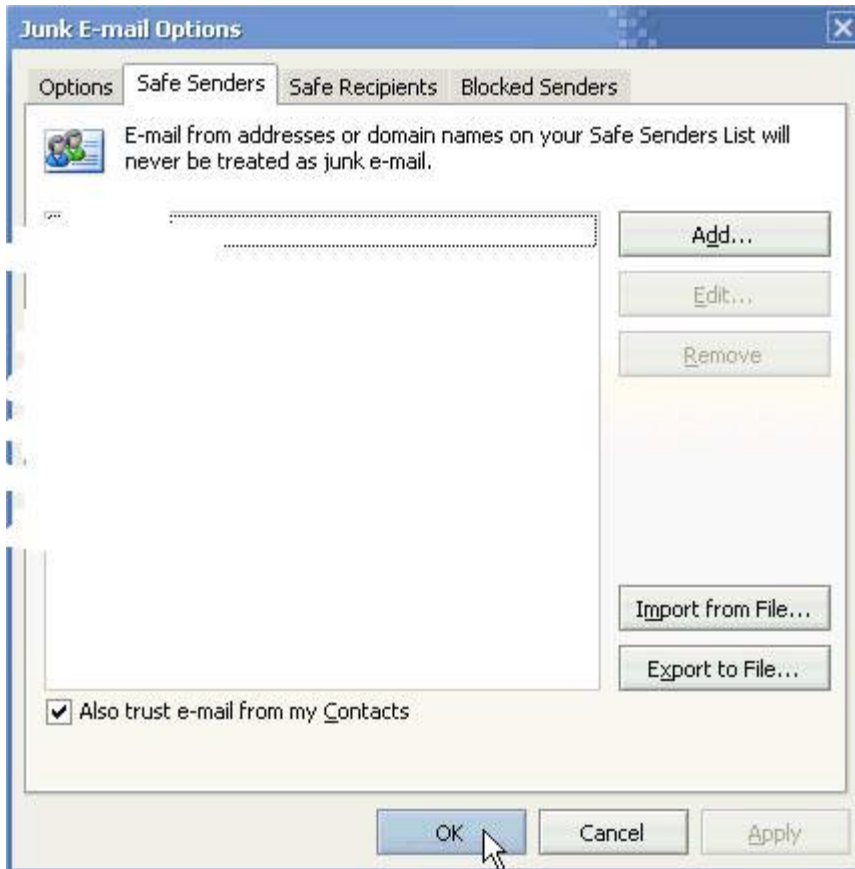 Junk E-mail Options
Options Safe Senders Safe Recipients Blocked Senders
E-mail from addresses or domain names on your Safe Senders List will
never be treated as junk e-mail.
Add...
Edit...
Remove
Import from File...
Export to File...
Also trust e-mail from my Contacts
OK Cancel Apply